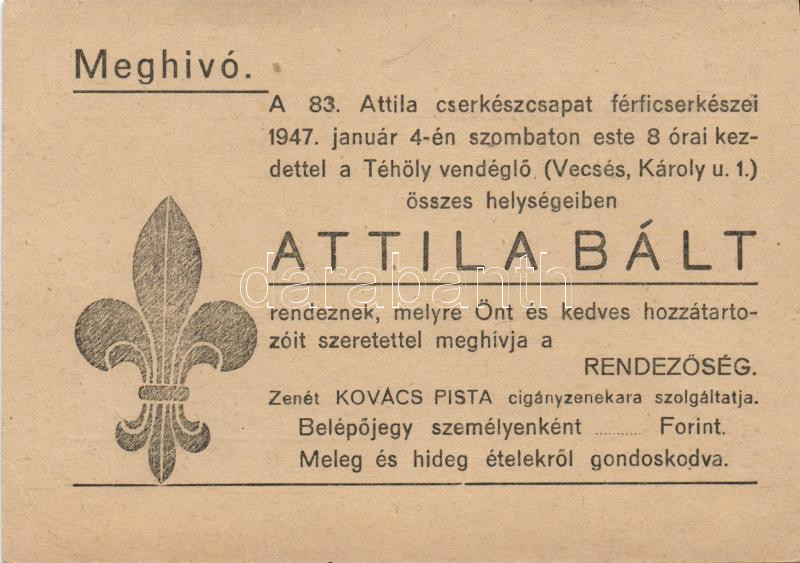 Meghivó.
A 83. Attila cserkészcsapat férficserkészei
1947. január 4-én szombaton este 8 órai kez-
dettel a Téhöly vendéglő (Vecsés, Károly u. 1.)
összes helységeiben
ATTILA BÁLT
darabanth
rendeznek, melyre Önt és kedves hozzátarto-
zóit szeretettel meghívja a
RENDEZŐSÉG.
Zenét KOVÁCS PISTA cigányzenekara szolgáltatja.
Belépőjegy személyenként ............ Forint.
Meleg és hideg ételekről gondoskodva.